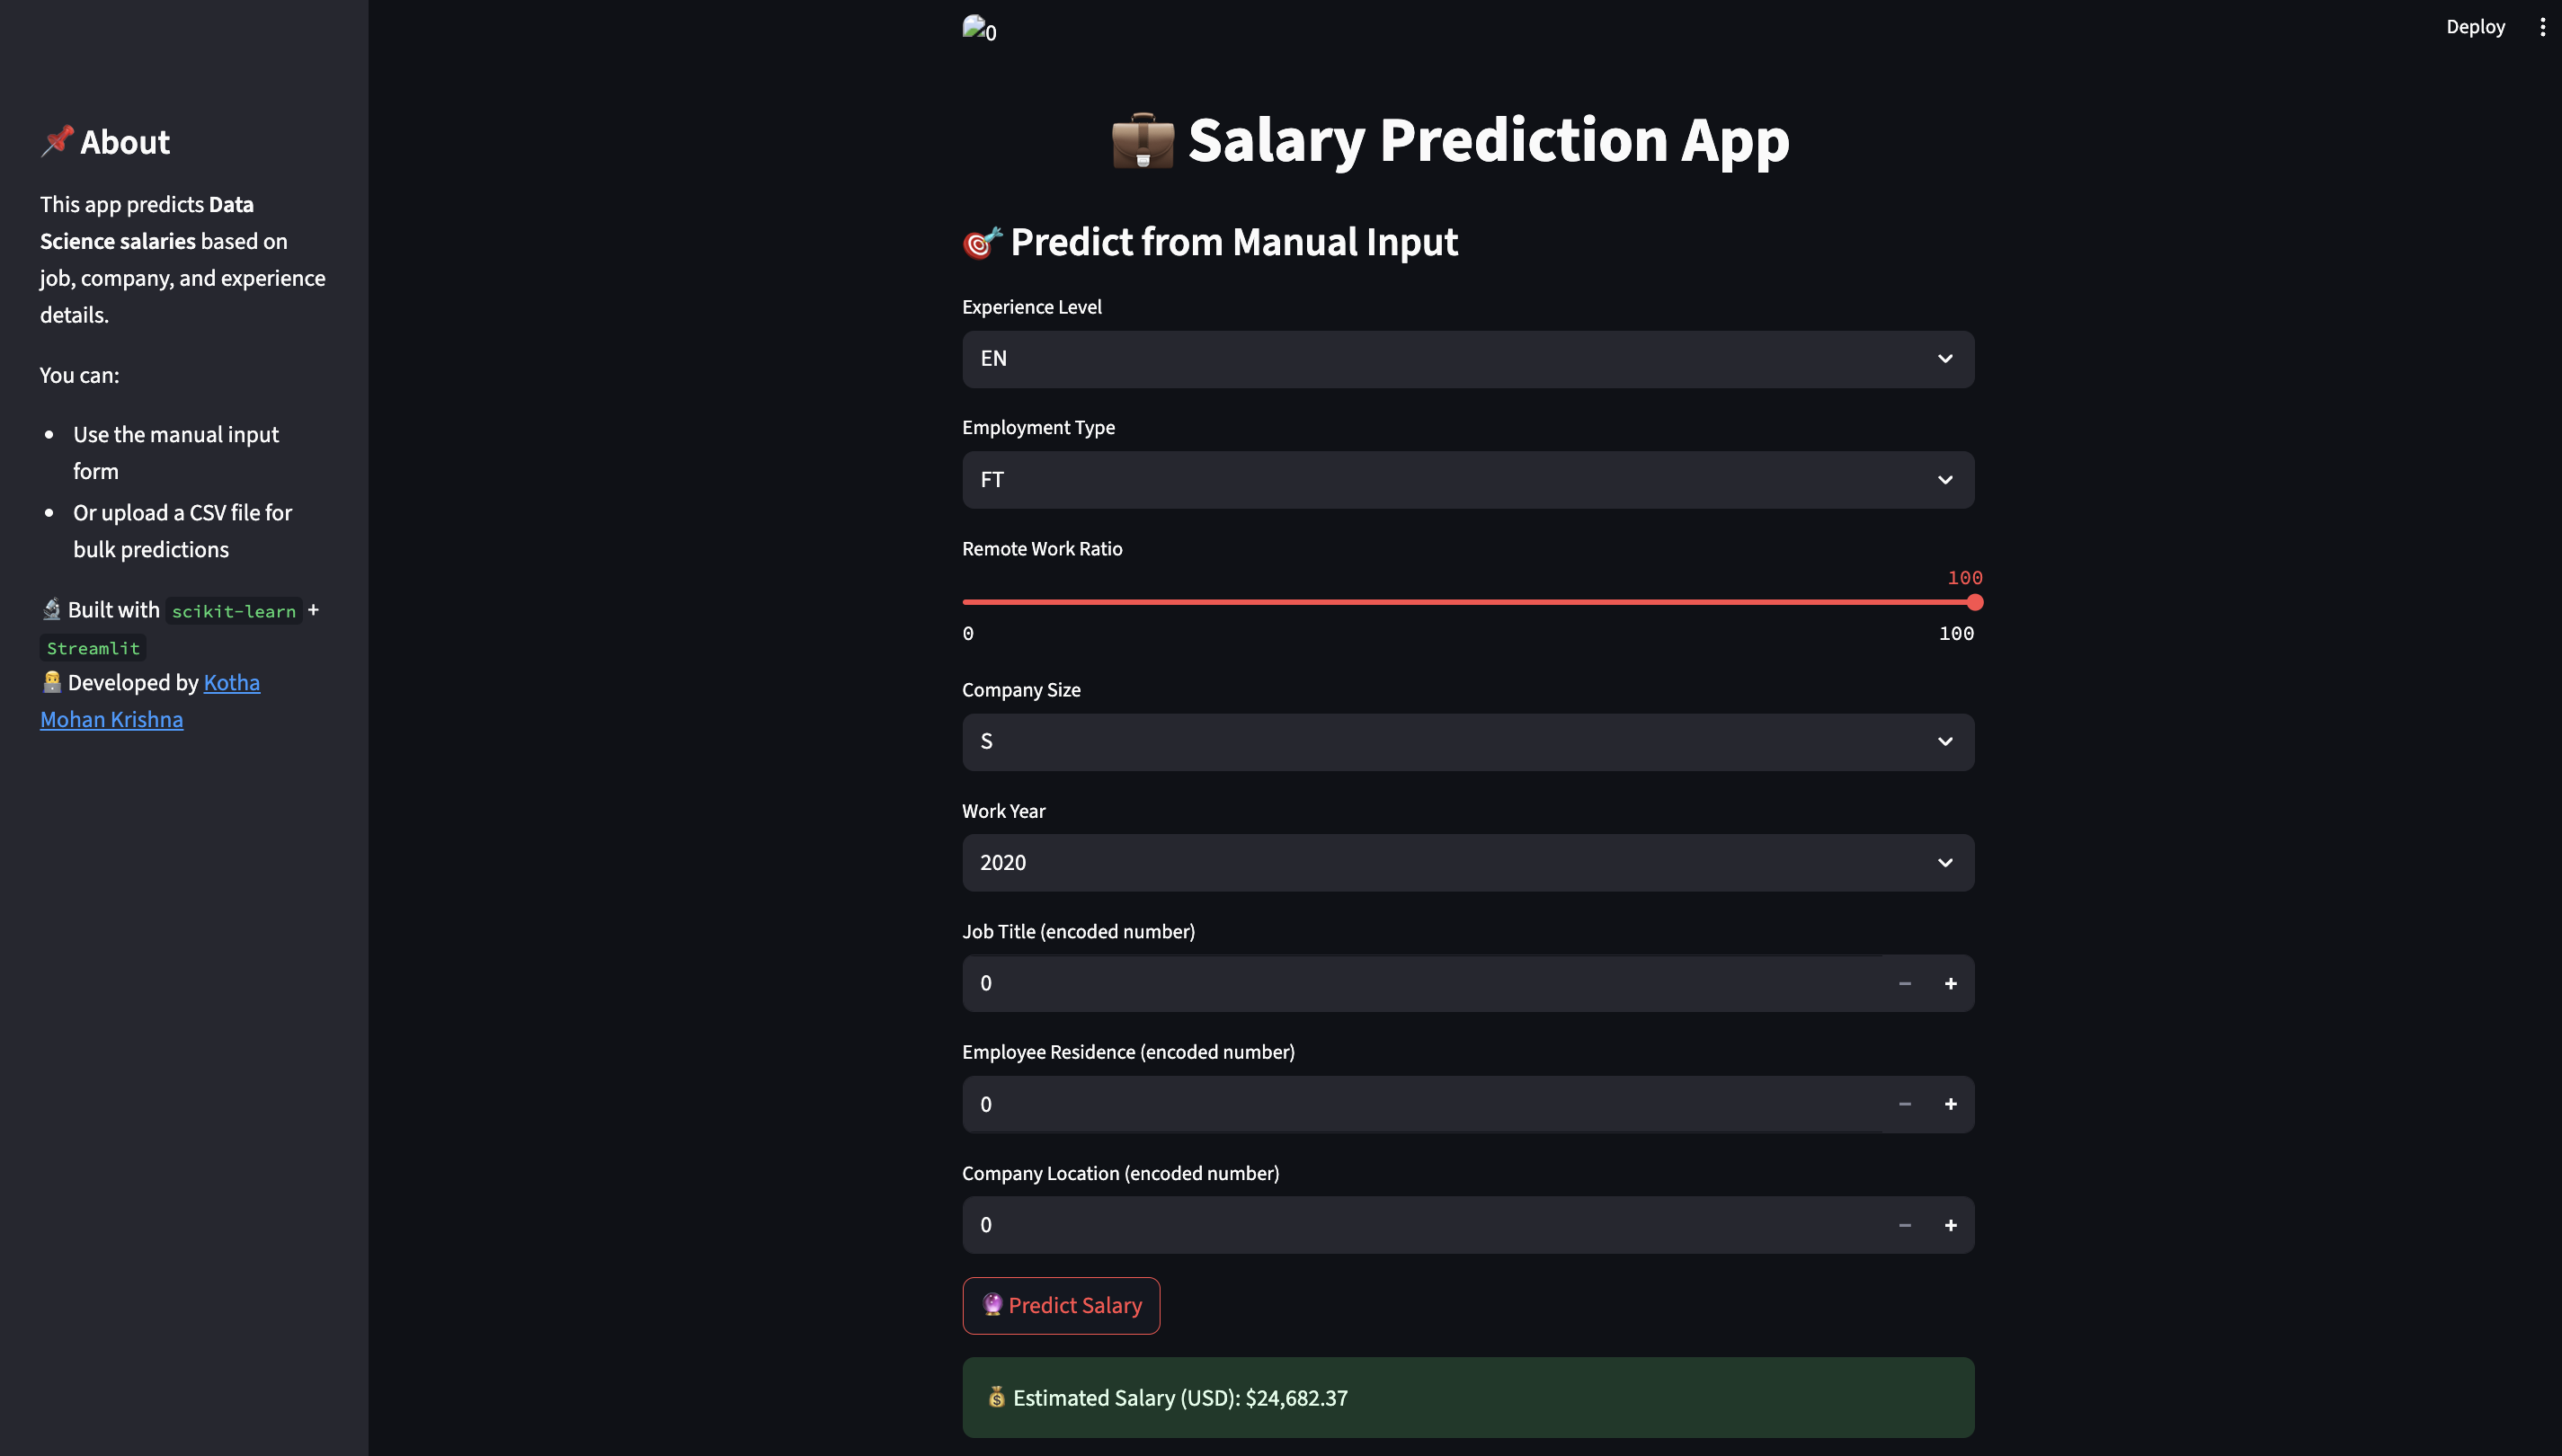 0
Deploy
📌 About
This app predicts Data
Science salaries based on
job, company, and experience
details.
You can:
• Use the manual input
form
• Or upload a CSV file for
bulk predictions
🔬 Built with scikit-learn +
Streamlit
👨‍💻 Developed by Kotha
Mohan Krishna
💼 Salary Prediction App
🎯 Predict from Manual Input
Experience Level
EN
Employment Type
FT
Remote Work Ratio
100
0
100
Company Size
S
Work Year
2020
Job Title (encoded number)
0
Employee Residence (encoded number)
0
Company Location (encoded number)
0
🔮 Predict Salary
💰 Estimated Salary (USD): $24,682.37